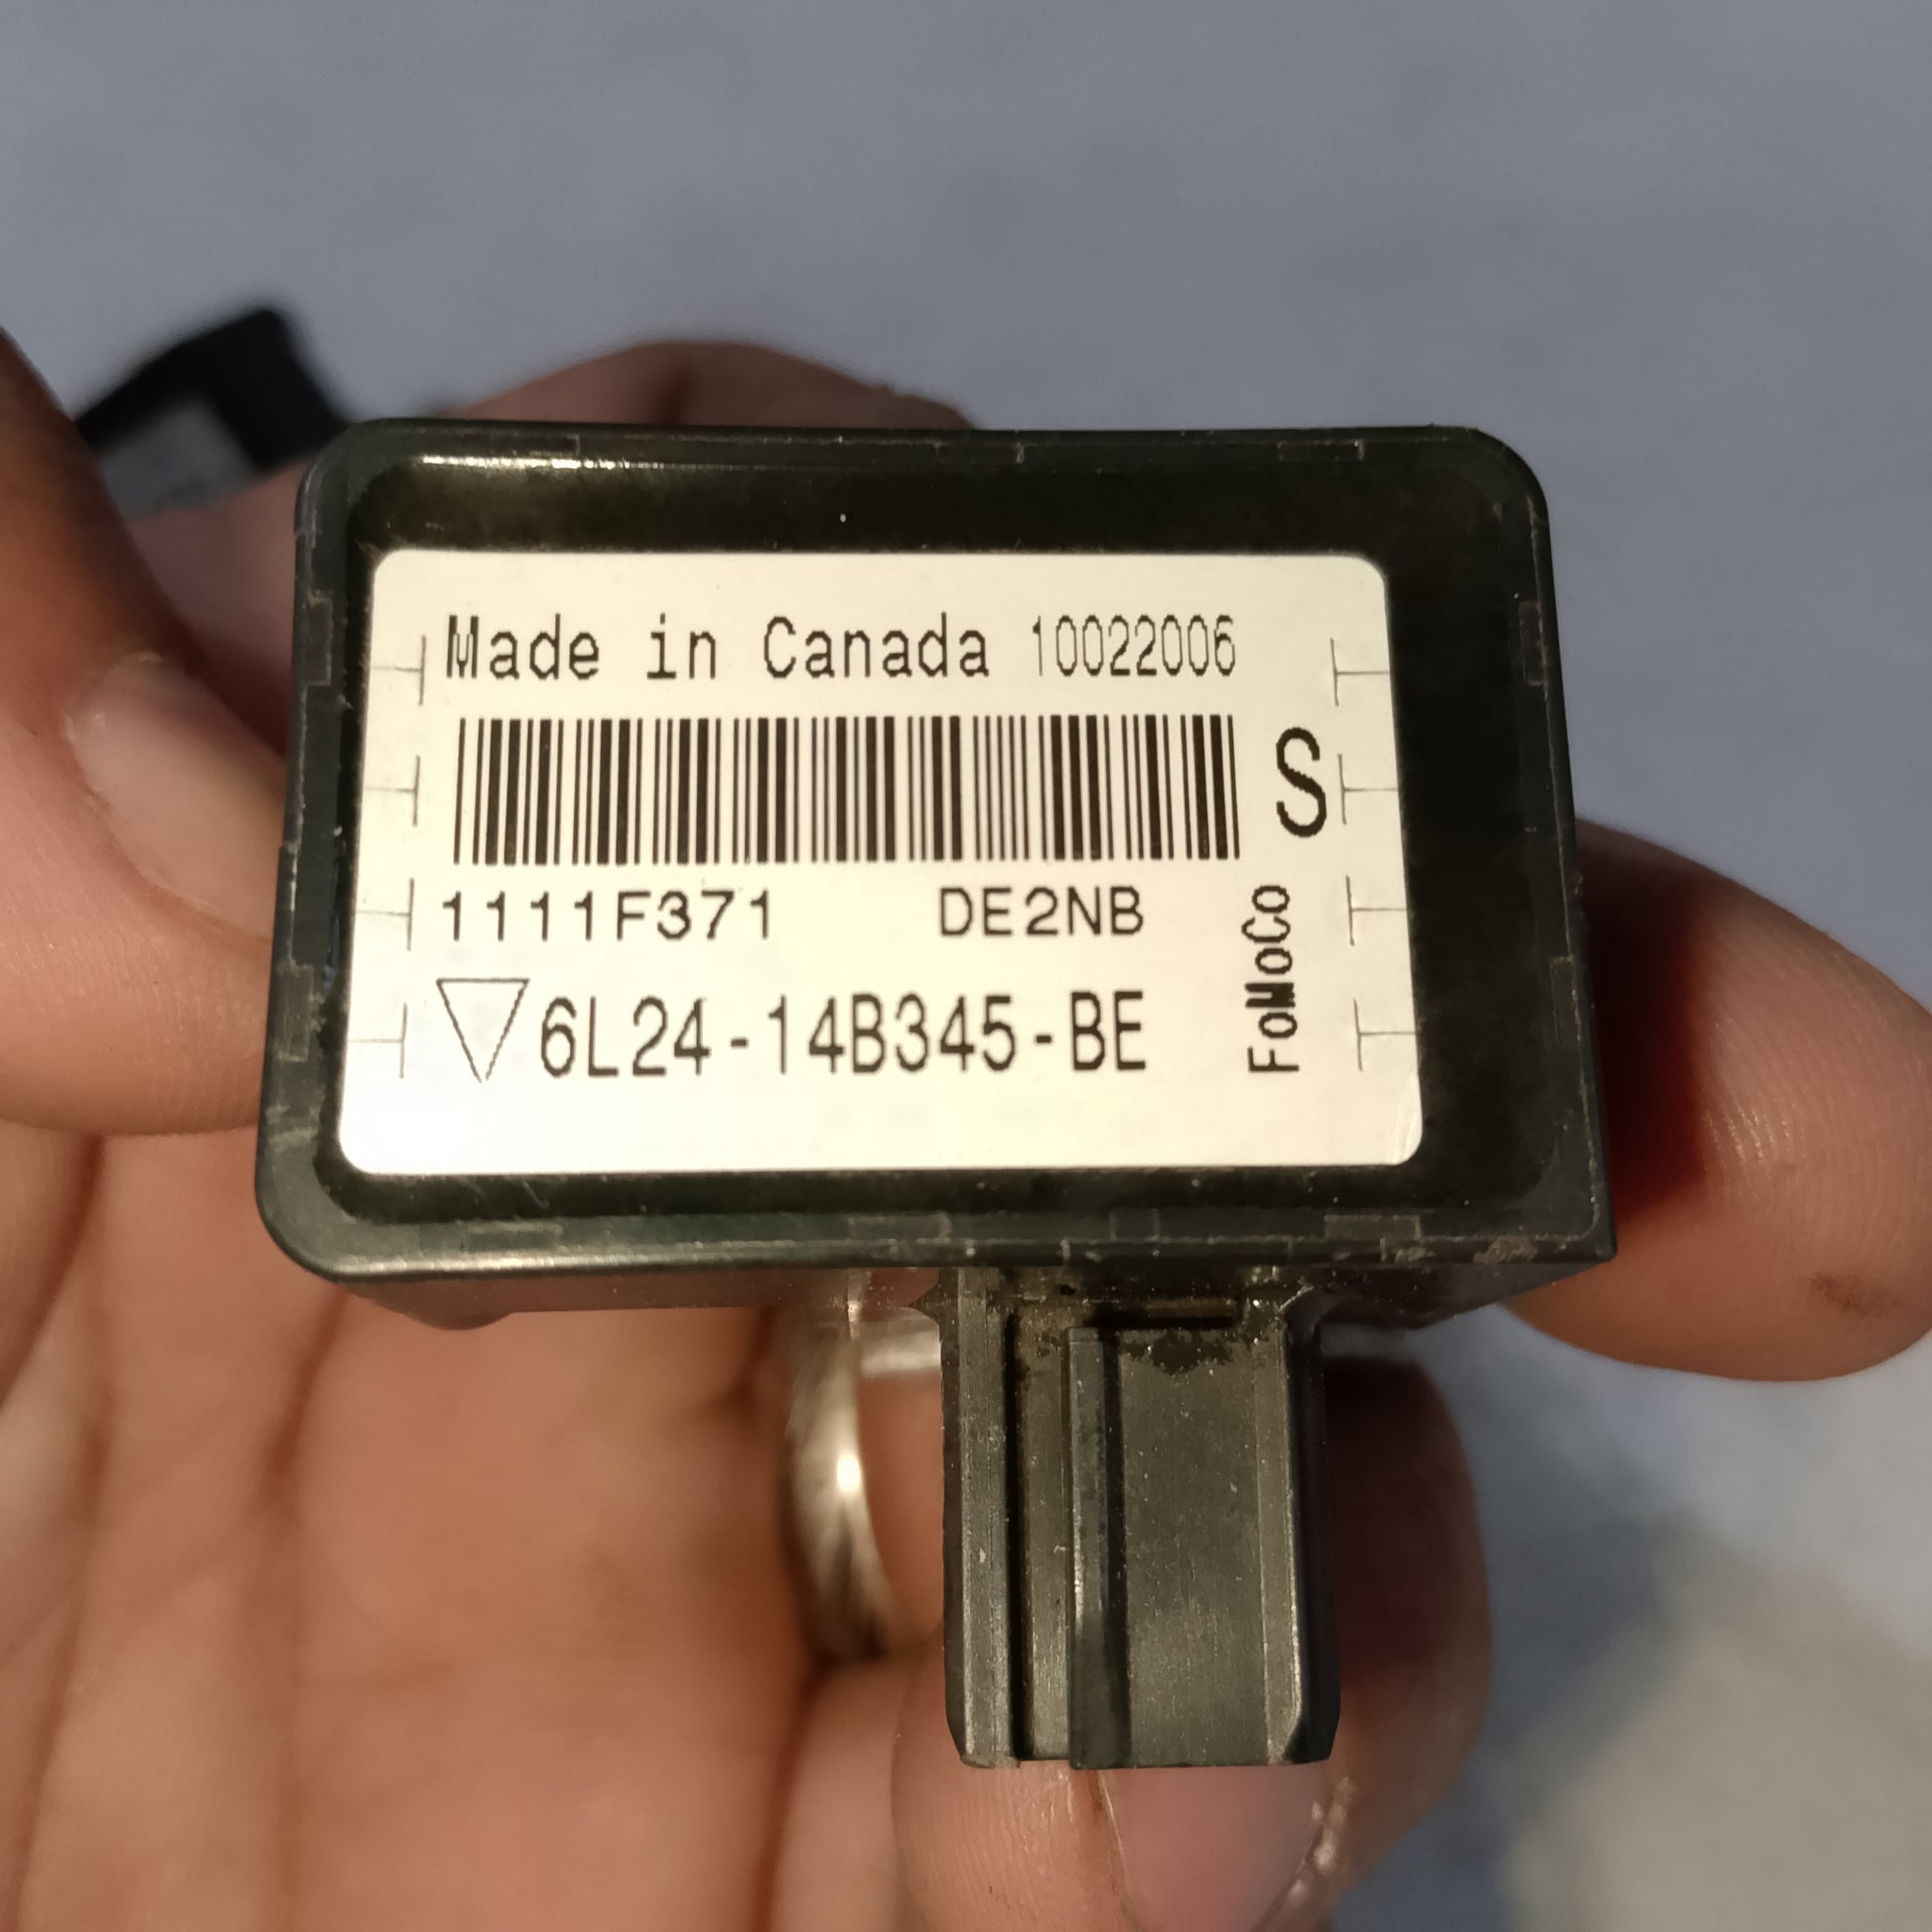 Made in Canada 10022006
S
1111F371 DE2NB
6L24-14B345-BE
FoMoCo